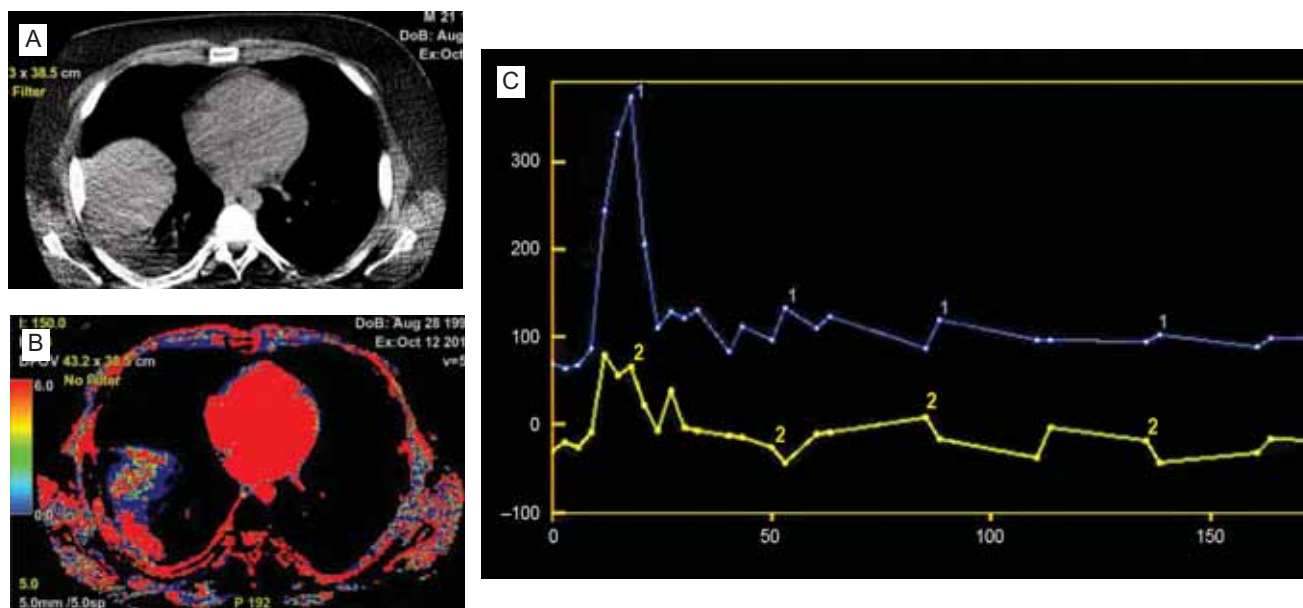 A
M 21
DoB: Aug
Ex:Oct
3 x 38.5 cm
Filter
B
I: 150.0
DoB: Aug 28 199
Ex:Oct 12 201
DFOV 43.2 x 38.5 cm
v=5
No Filter
6.0
0.0
5.0
5.0mm /5.0sp
P 192
C
300
200
100
0
–100
0
50
100
150
1
1
1
1
2
2
2
2